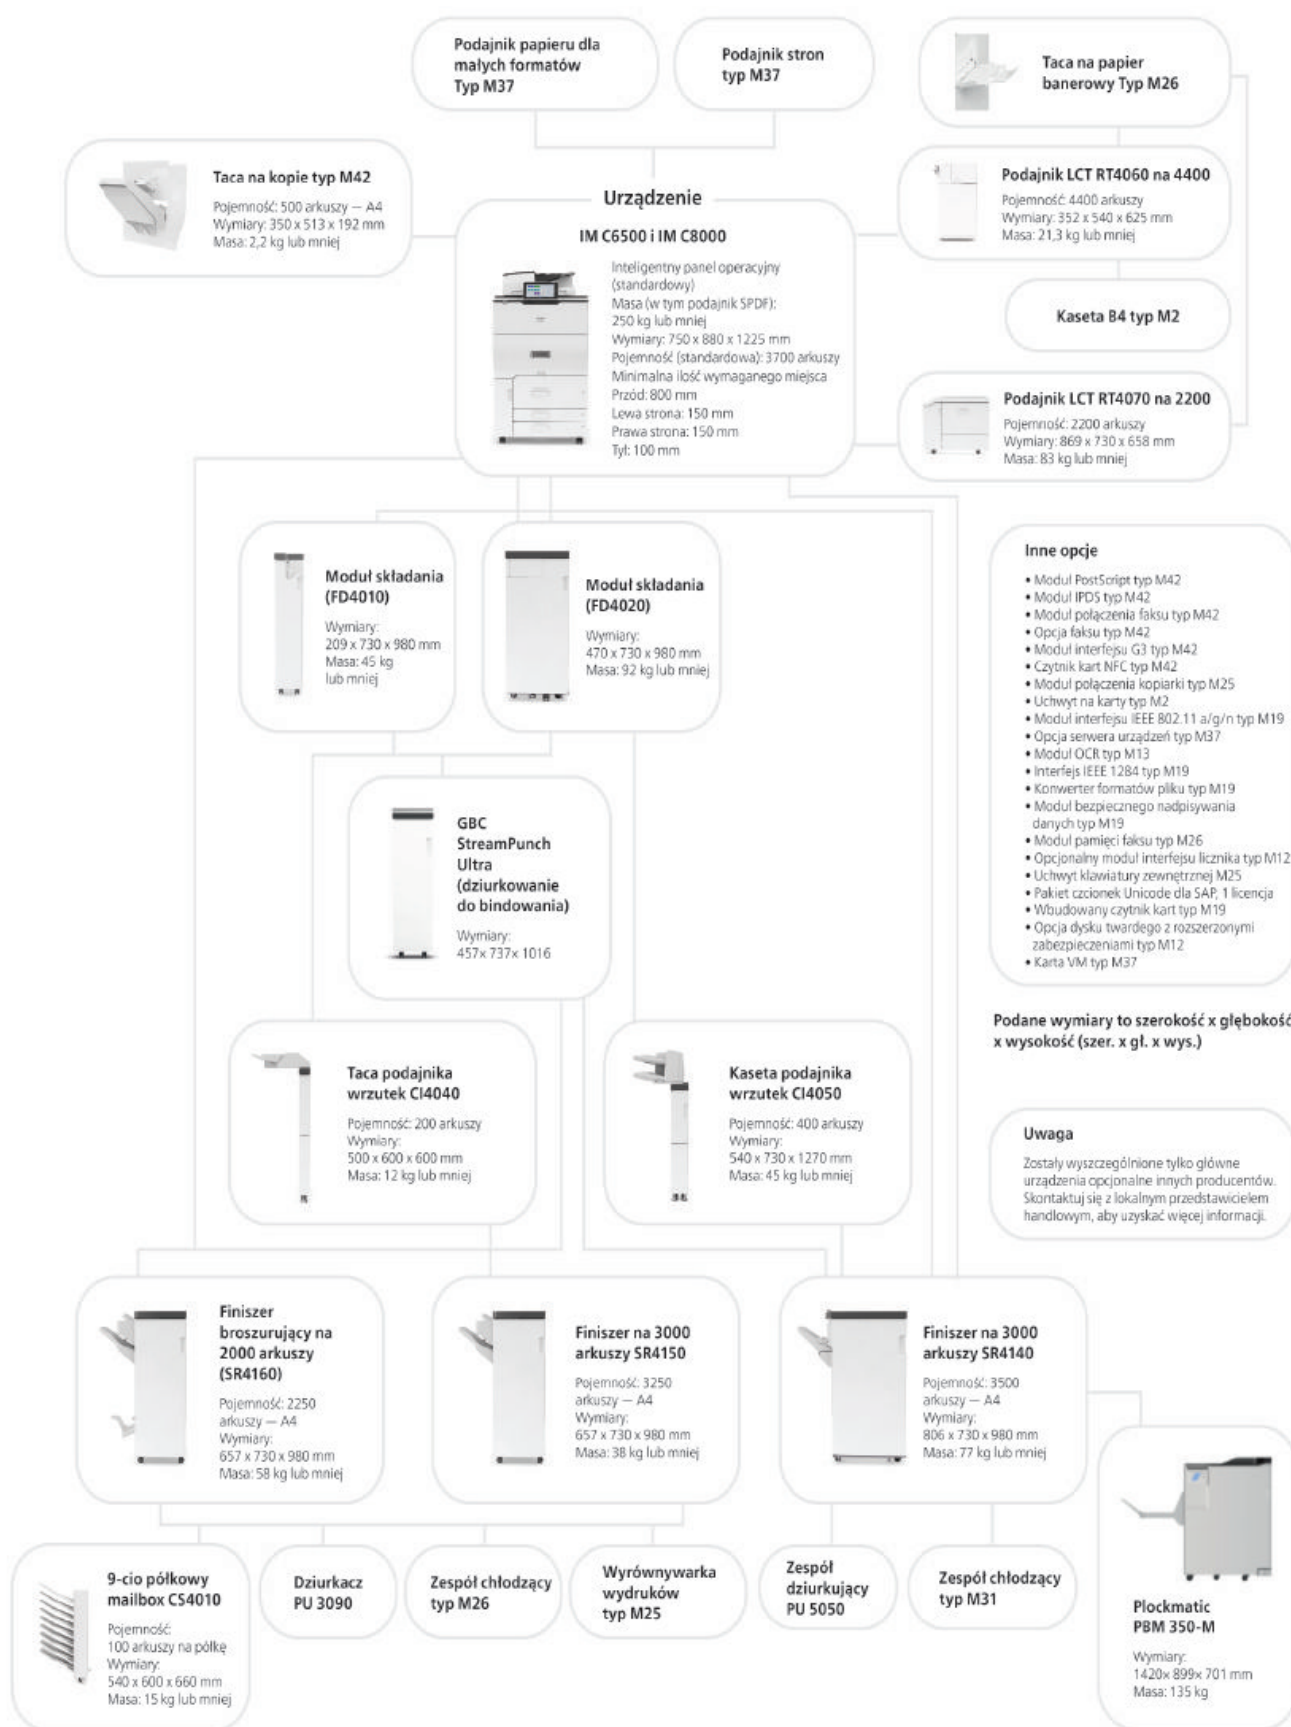 Podajnik papieru dla
małych formatów
Typ M37
Podajnik stron
typ M37
Taca na papier
banerowy Typ M26
Taca na kopie typ M42
Pojemność: 500 arkuszy — A4
Wymiary: 350 x 513 x 192 mm
Masa: 2,2 kg lub mniej
Urządzenie
IM C6500 i IM C8000
Inteligentny panel operacyjny
(standardowy)
Masa (w tym podajnik SPDF):
250 kg lub mniej
Wymiary: 750 x 880 x 1225 mm
Pojemność (standardowa): 3700 arkuszy
Minimalna ilość wymaganego miejsca
Przód: 800 mm
Lewa strona: 150 mm
Prawa strona: 150 mm
Tył: 100 mm
Podajnik LCT RT4060 na 4400
Pojemność: 4400 arkuszy
Wymiary: 352 x 540 x 625 mm
Masa: 21,3 kg lub mniej
Kaseta B4 typ M2
Podajnik LCT RT4070 na 2200
Pojemność: 2200 arkuszy
Wymiary: 869 x 730 x 658 mm
Masa: 83 kg lub mniej
Moduł składania
(FD4010)
Wymiary:
209 x 730 x 980 mm
Masa: 45 kg
lub mniej
Moduł składania
(FD4020)
Wymiary:
470 x 730 x 980 mm
Masa: 92 kg lub mniej
Inne opcje
• Moduł PostScript typ M42
• Moduł IPDS typ M42
• Moduł połączenia faksu typ M42
• Opcja faksu typ M42
• Moduł interfejsu G3 typ M42
• Czytnik kart NFC typ M42
• Moduł połączenia kopiarki typ M25
• Uchwyt na karty typ M2
• Moduł interfejsu IEEE 802.11 a/g/n typ M19
• Opcja serwera urządzeń typ M37
• Moduł OCR typ M13
• Interfejs IEEE 1284 typ M19
• Konwerter formatów pliku typ M19
• Moduł bezpiecznego nadpisywania
danych typ M19
• Moduł pamięci faksu typ M26
• Opcjonalny moduł interfejsu licznika typ M12
• Uchwyt klawiatury zewnętrznej M25
• Pakiet czcionek Unicode dla SAP, 1 licencja
• Wbudowany czytnik kart typ M19
• Opcja dysku twardego z rozszerzonymi
zabezpieczeniami typ M12
• Karta VM typ M37
GBC
StreamPunch
Ultra
(dziurkowanie
do bindowania)
Wymiary:
457x 737x 1016
Podane wymiary to szerokość x głębokość
x wysokość (szer. x gł. x wys.)
Taca podajnika
wrzutek CI4040
Pojemność: 200 arkuszy
Wymiary:
500 x 600 x 600 mm
Masa: 12 kg lub mniej
Kaseta podajnika
wrzutek CI4050
Pojemność: 400 arkuszy
Wymiary:
540 x 730 x 1270 mm
Masa: 45 kg lub mniej
Uwaga
Zostały wyszczególnione tylko główne
urządzenia opcjonalne innych producentów.
Skontaktuj się z lokalnym przedstawicielem
handlowym, aby uzyskać więcej informacji.
Finiszer
broszurujący na
2000 arkuszy
(SR4160)
Pojemność: 2250
arkuszy — A4
Wymiary:
657 x 730 x 980 mm
Masa: 58 kg lub mniej
Finiszer na 3000
arkuszy SR4150
Pojemność: 3250
arkuszy — A4
Wymiary:
657 x 730 x 980 mm
Masa: 38 kg lub mniej
Finiszer na 3000
arkuszy SR4140
Pojemność: 3500
arkuszy — A4
Wymiary:
806 x 730 x 980 mm
Masa: 77 kg lub mniej
9-cio półkowy
mailbox CS4010
Pojemność:
100 arkuszy na półkę
Wymiary:
540 x 600 x 660 mm
Masa: 15 kg lub mniej
Dziurkacz
PU 3090
Zespół chłodzący
typ M26
Wyrównywarka
wydruków
typ M25
Zespół
dziurkujący
PU 5050
Zespół chłodzący
typ M31
Plockmatic
PBM 350-M
Wymiary:
1420x 899x 701 mm
Masa: 135 kg